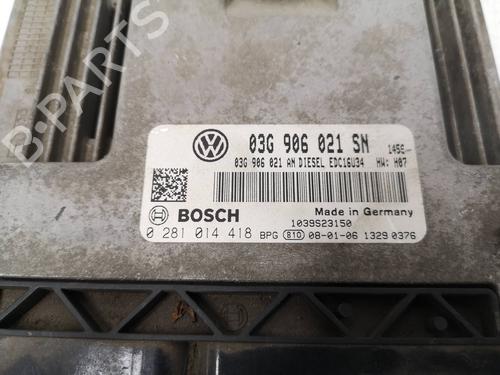 B-PARTS
03G 906 021 SN 1456-
03G 906 021 AN DIESEL EDC16U34 HW: H07
BOSCH
Made in Germany
1039S23150
0 281 014 418 BPG 810 08-01-06 1329 0376